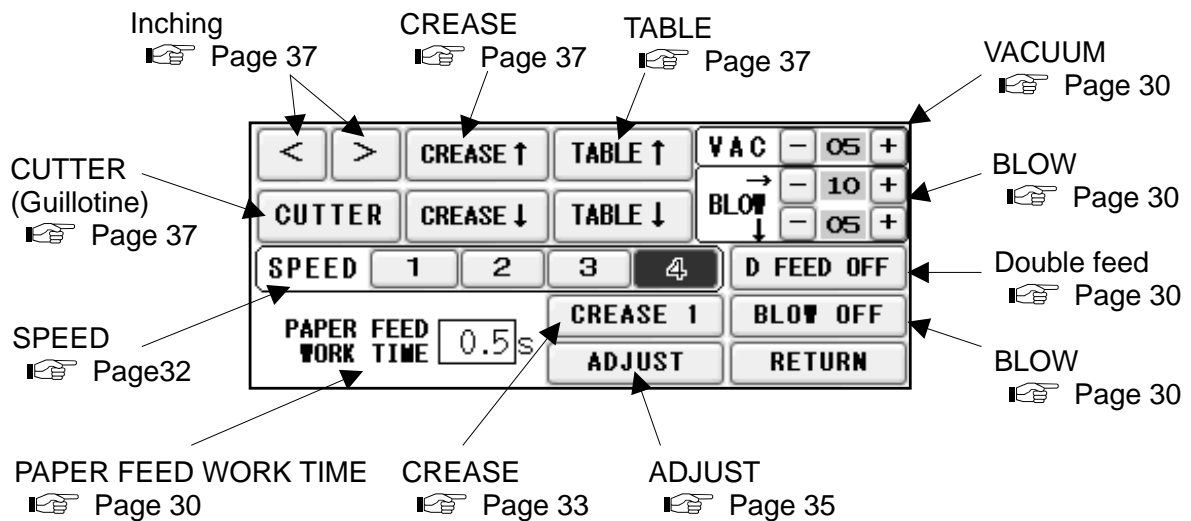 Inching
Page 37
CREASE
Page 37
TABLE
Page 37
VACUUM
Page 30
CUTTER
(Guillotine)
Page 37
< > CREASE ↑ TABLE ↑ VAC − 05 +
BLOW → − 10 +
CUTTER CREASE ↓ TABLE ↓ ↓ − 05 +
BLOW
Page 30
SPEED 1 2 3 4 D FEED OFF
Double feed
Page 30
PAPER FEED
WORK TIME 0.5 s
CREASE 1 BLOW OFF
ADJUST RETURN
SPEED
Page32
BLOW
Page 30
PAPER FEED WORK TIME
Page 30
CREASE
Page 33
ADJUST
Page 35